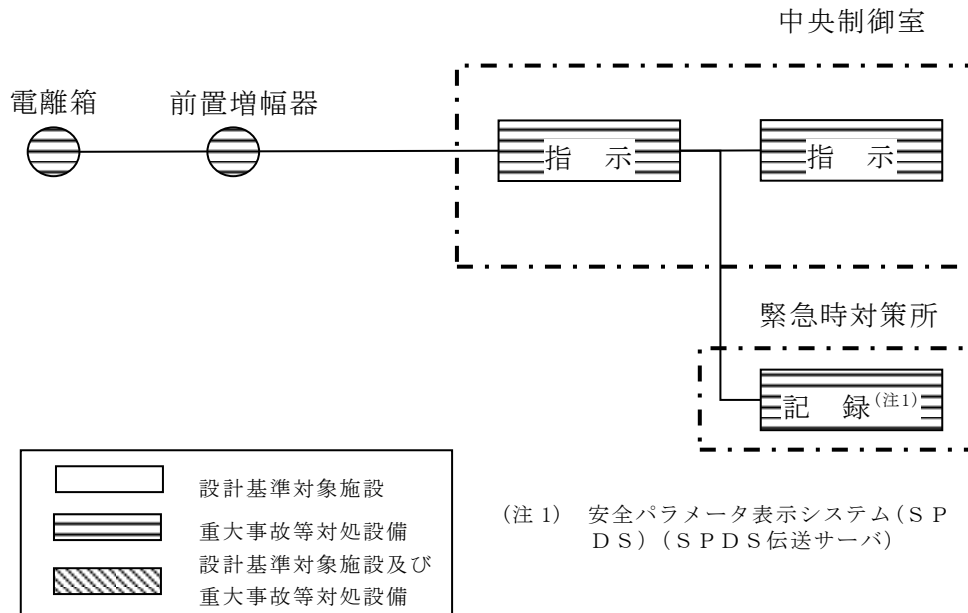 中央制御室
電離箱
前置増幅器
指 示
指 示
緊急時対策所
記 録(注1)
設計基準対象施設
重大事故等対処設備
設計基準対象施設及び
重大事故等対処設備
(注1) 安全パラメータ表示システム(SP
DS)(SPDS伝送サーバ)